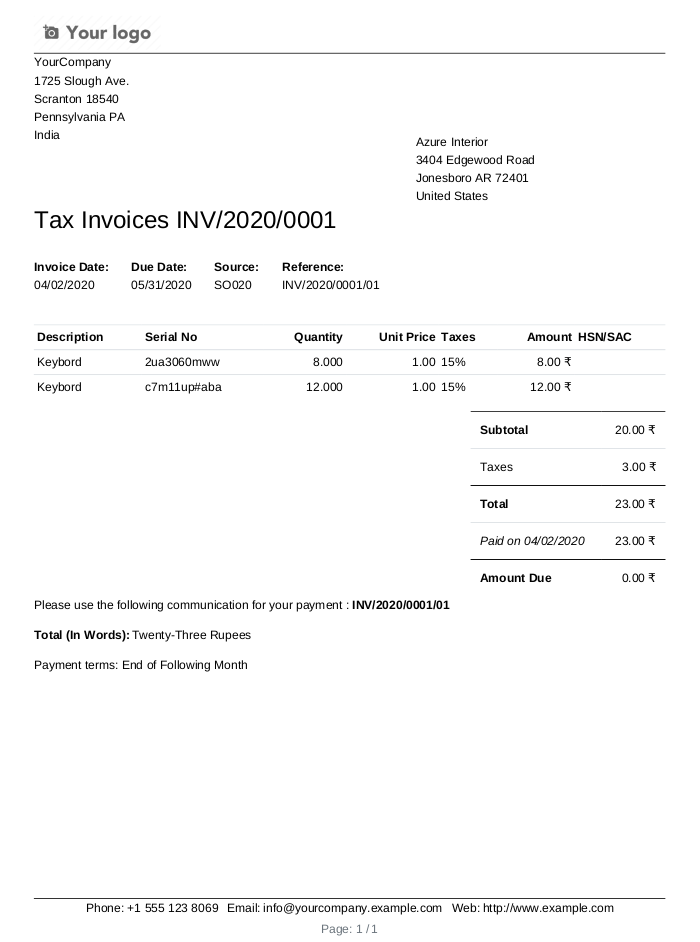 Your logo
YourCompany
1725 Slough Ave.
Scranton 18540
Pennsylvania PA
India
Azure Interior
3404 Edgewood Road
Jonesboro AR 72401
United States
Tax Invoices INV/2020/0001
Invoice Date: Due Date: Source: Reference:
04/02/2020 05/31/2020 SO020 INV/2020/0001/01
Description Serial No Quantity Unit Price Taxes Amount HSN/SAC
Keybord 2ua3060mww 8.000 1.00 15% 8.00 ₹
Keybord c7m11up#aba 12.000 1.00 15% 12.00 ₹
Subtotal 20.00 ₹
Taxes 3.00 ₹
Total 23.00 ₹
Paid on 04/02/2020 23.00 ₹
Amount Due 0.00 ₹
Please use the following communication for your payment : INV/2020/0001/01
Total (In Words): Twenty-Three Rupees
Payment terms: End of Following Month
Phone: +1 555 123 8069 Email: info@yourcompany.example.com Web: http://www.example.com
Page: 1 / 1